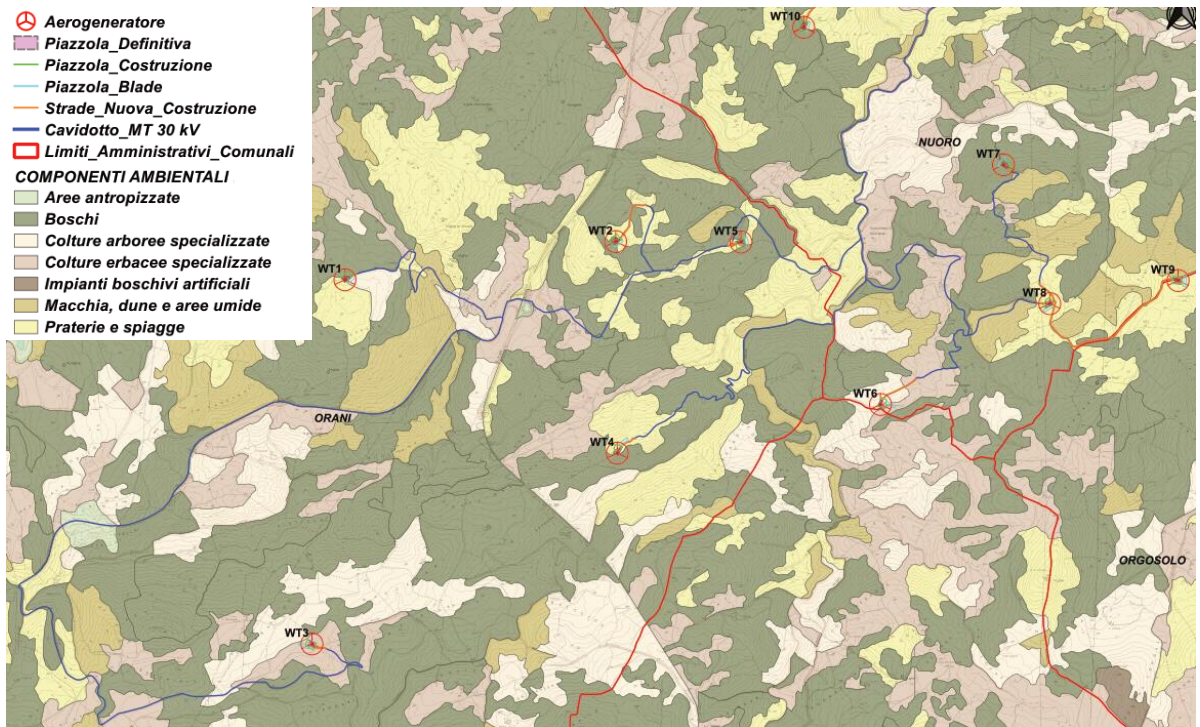 Aerogeneratore
Piazzola_Definitiva
Piazzola_Costruzione
Piazzola_Blade
Strade_Nuova_Costruzione
Cavidotto_MT 30 kV
Limiti_Amministrativi_Comunali
COMPONENTI AMBIENTALI
Aree antropizzate
Boschi
Colture arboree specializzate
Colture erbacee specializzate
Impianti boschivi artificiali
Macchia, dune e aree umide
Praterie e spiagge
WT10
NUORO
WT7
WT2
WT5
WT1
WT9
WT8
WT6
ORANI
WT4
ORGOSOLO
WT3